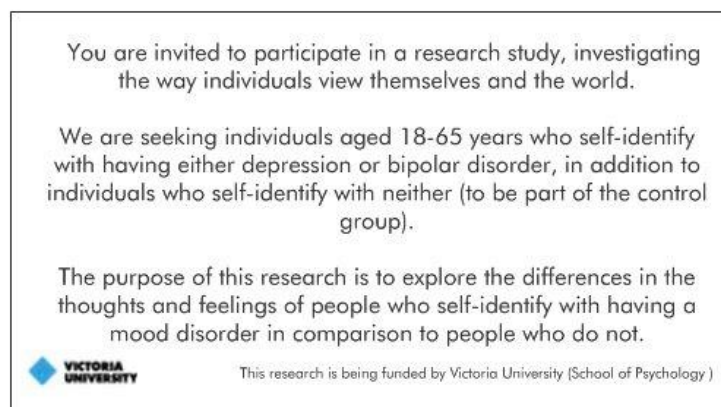 You are invited to participate in a research study, investigating
the way individuals view themselves and the world.
We are seeking individuals aged 18-65 years who self-identify
with having either depression or bipolar disorder, in addition to
individuals who self-identify with neither (to be part of the control
group).
The purpose of this research is to explore the differences in the
thoughts and feelings of people who self-identify with having a
mood disorder in comparison to people who do not.
VICTORIA
UNIVERSITY
This research is being funded by Victoria University (School of Psychology )